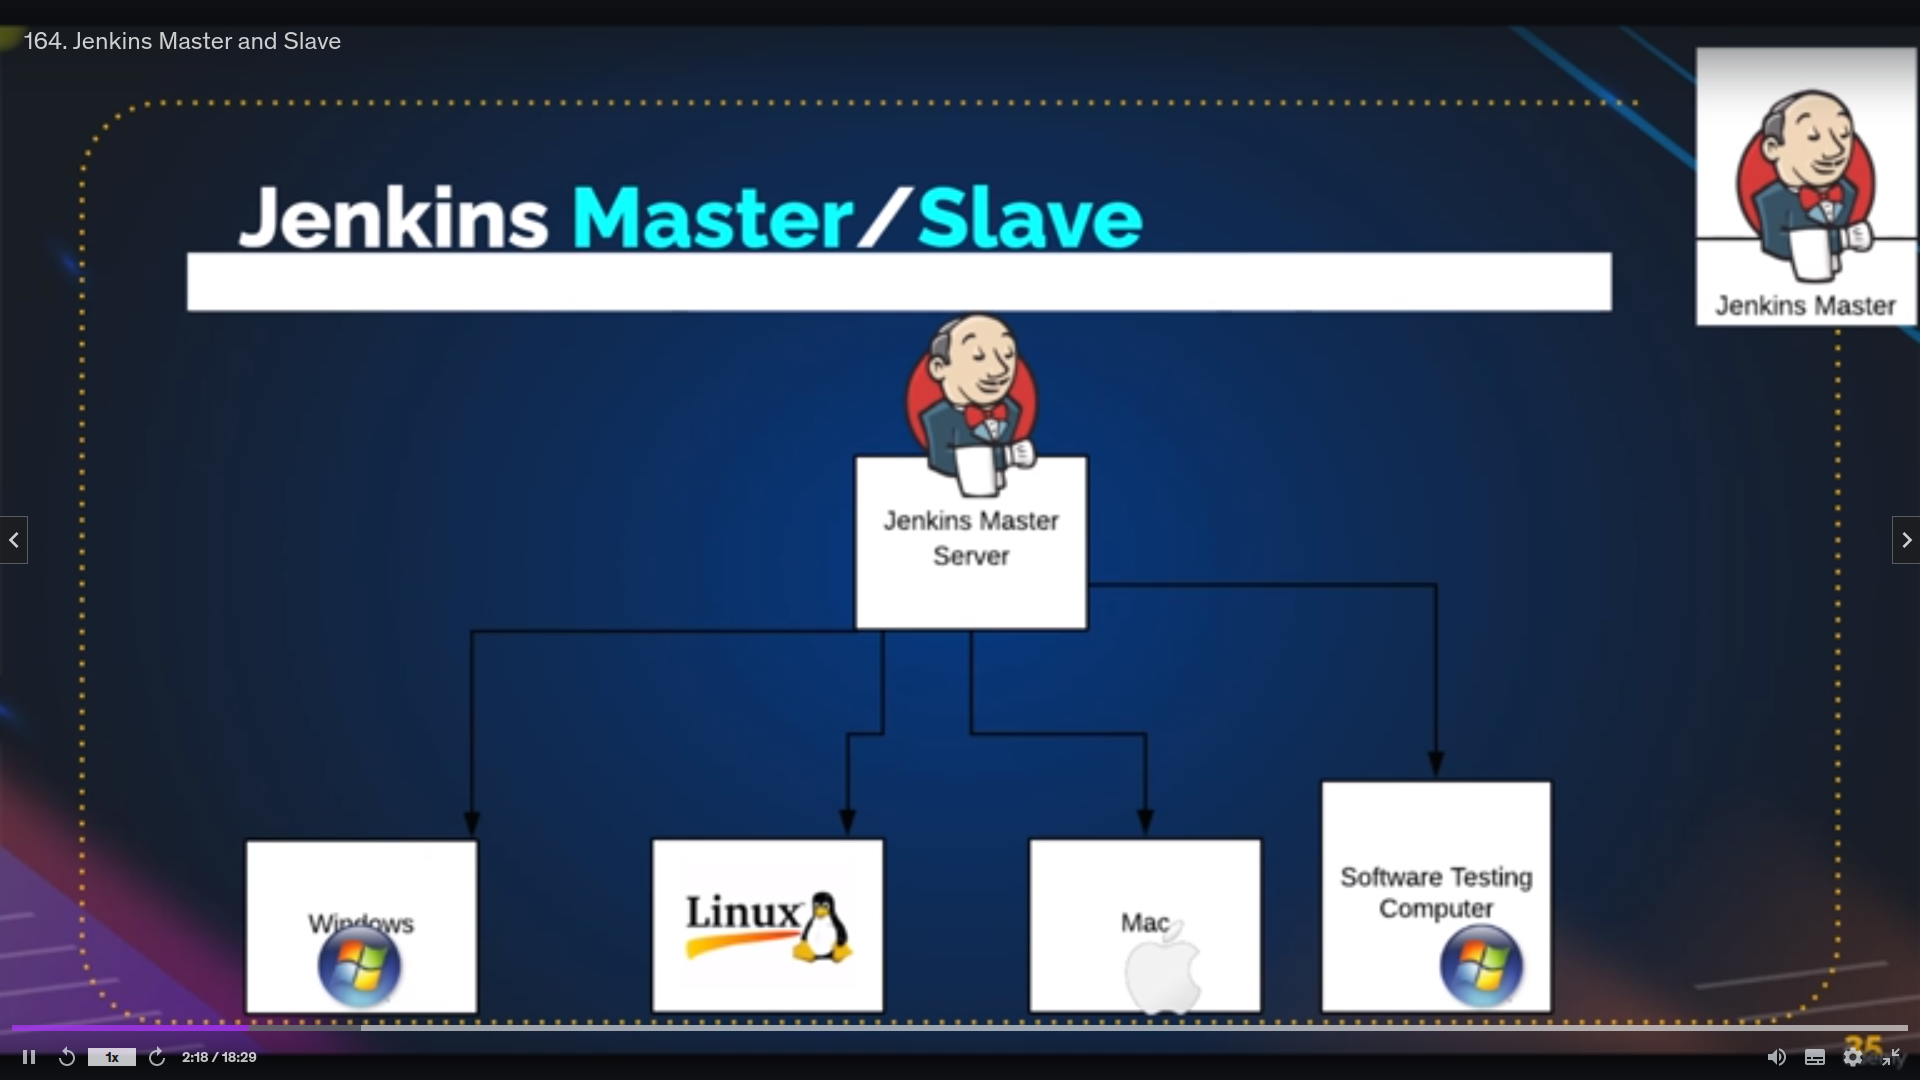 164. Jenkins Master and Slave
Jenkins Master/Slave
Jenkins Master
Jenkins Master
Server
Windows
Linux
Mac
Software Testing
Computer
35
1x
2:18 / 18:29